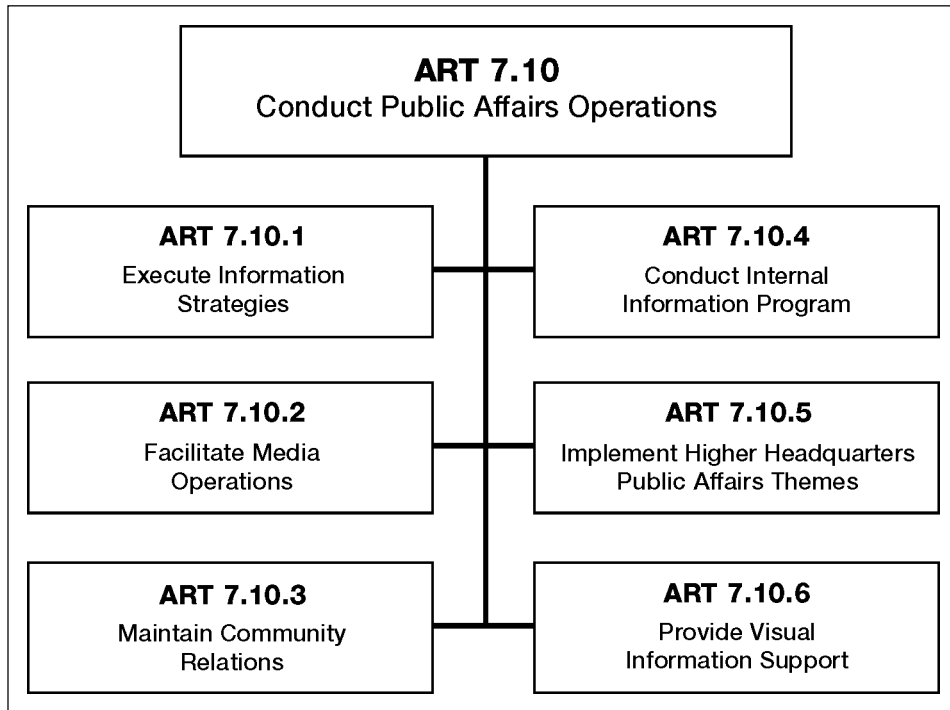 ART 7.10
Conduct Public Affairs Operations
ART 7.10.1
Execute Information
Strategies
ART 7.10.4
Conduct Internal
Information Program
ART 7.10.2
Facilitate Media
Operations
ART 7.10.5
Implement Higher Headquarters
Public Affairs Themes
ART 7.10.3
Maintain Community
Relations
ART 7.10.6
Provide Visual
Information Support